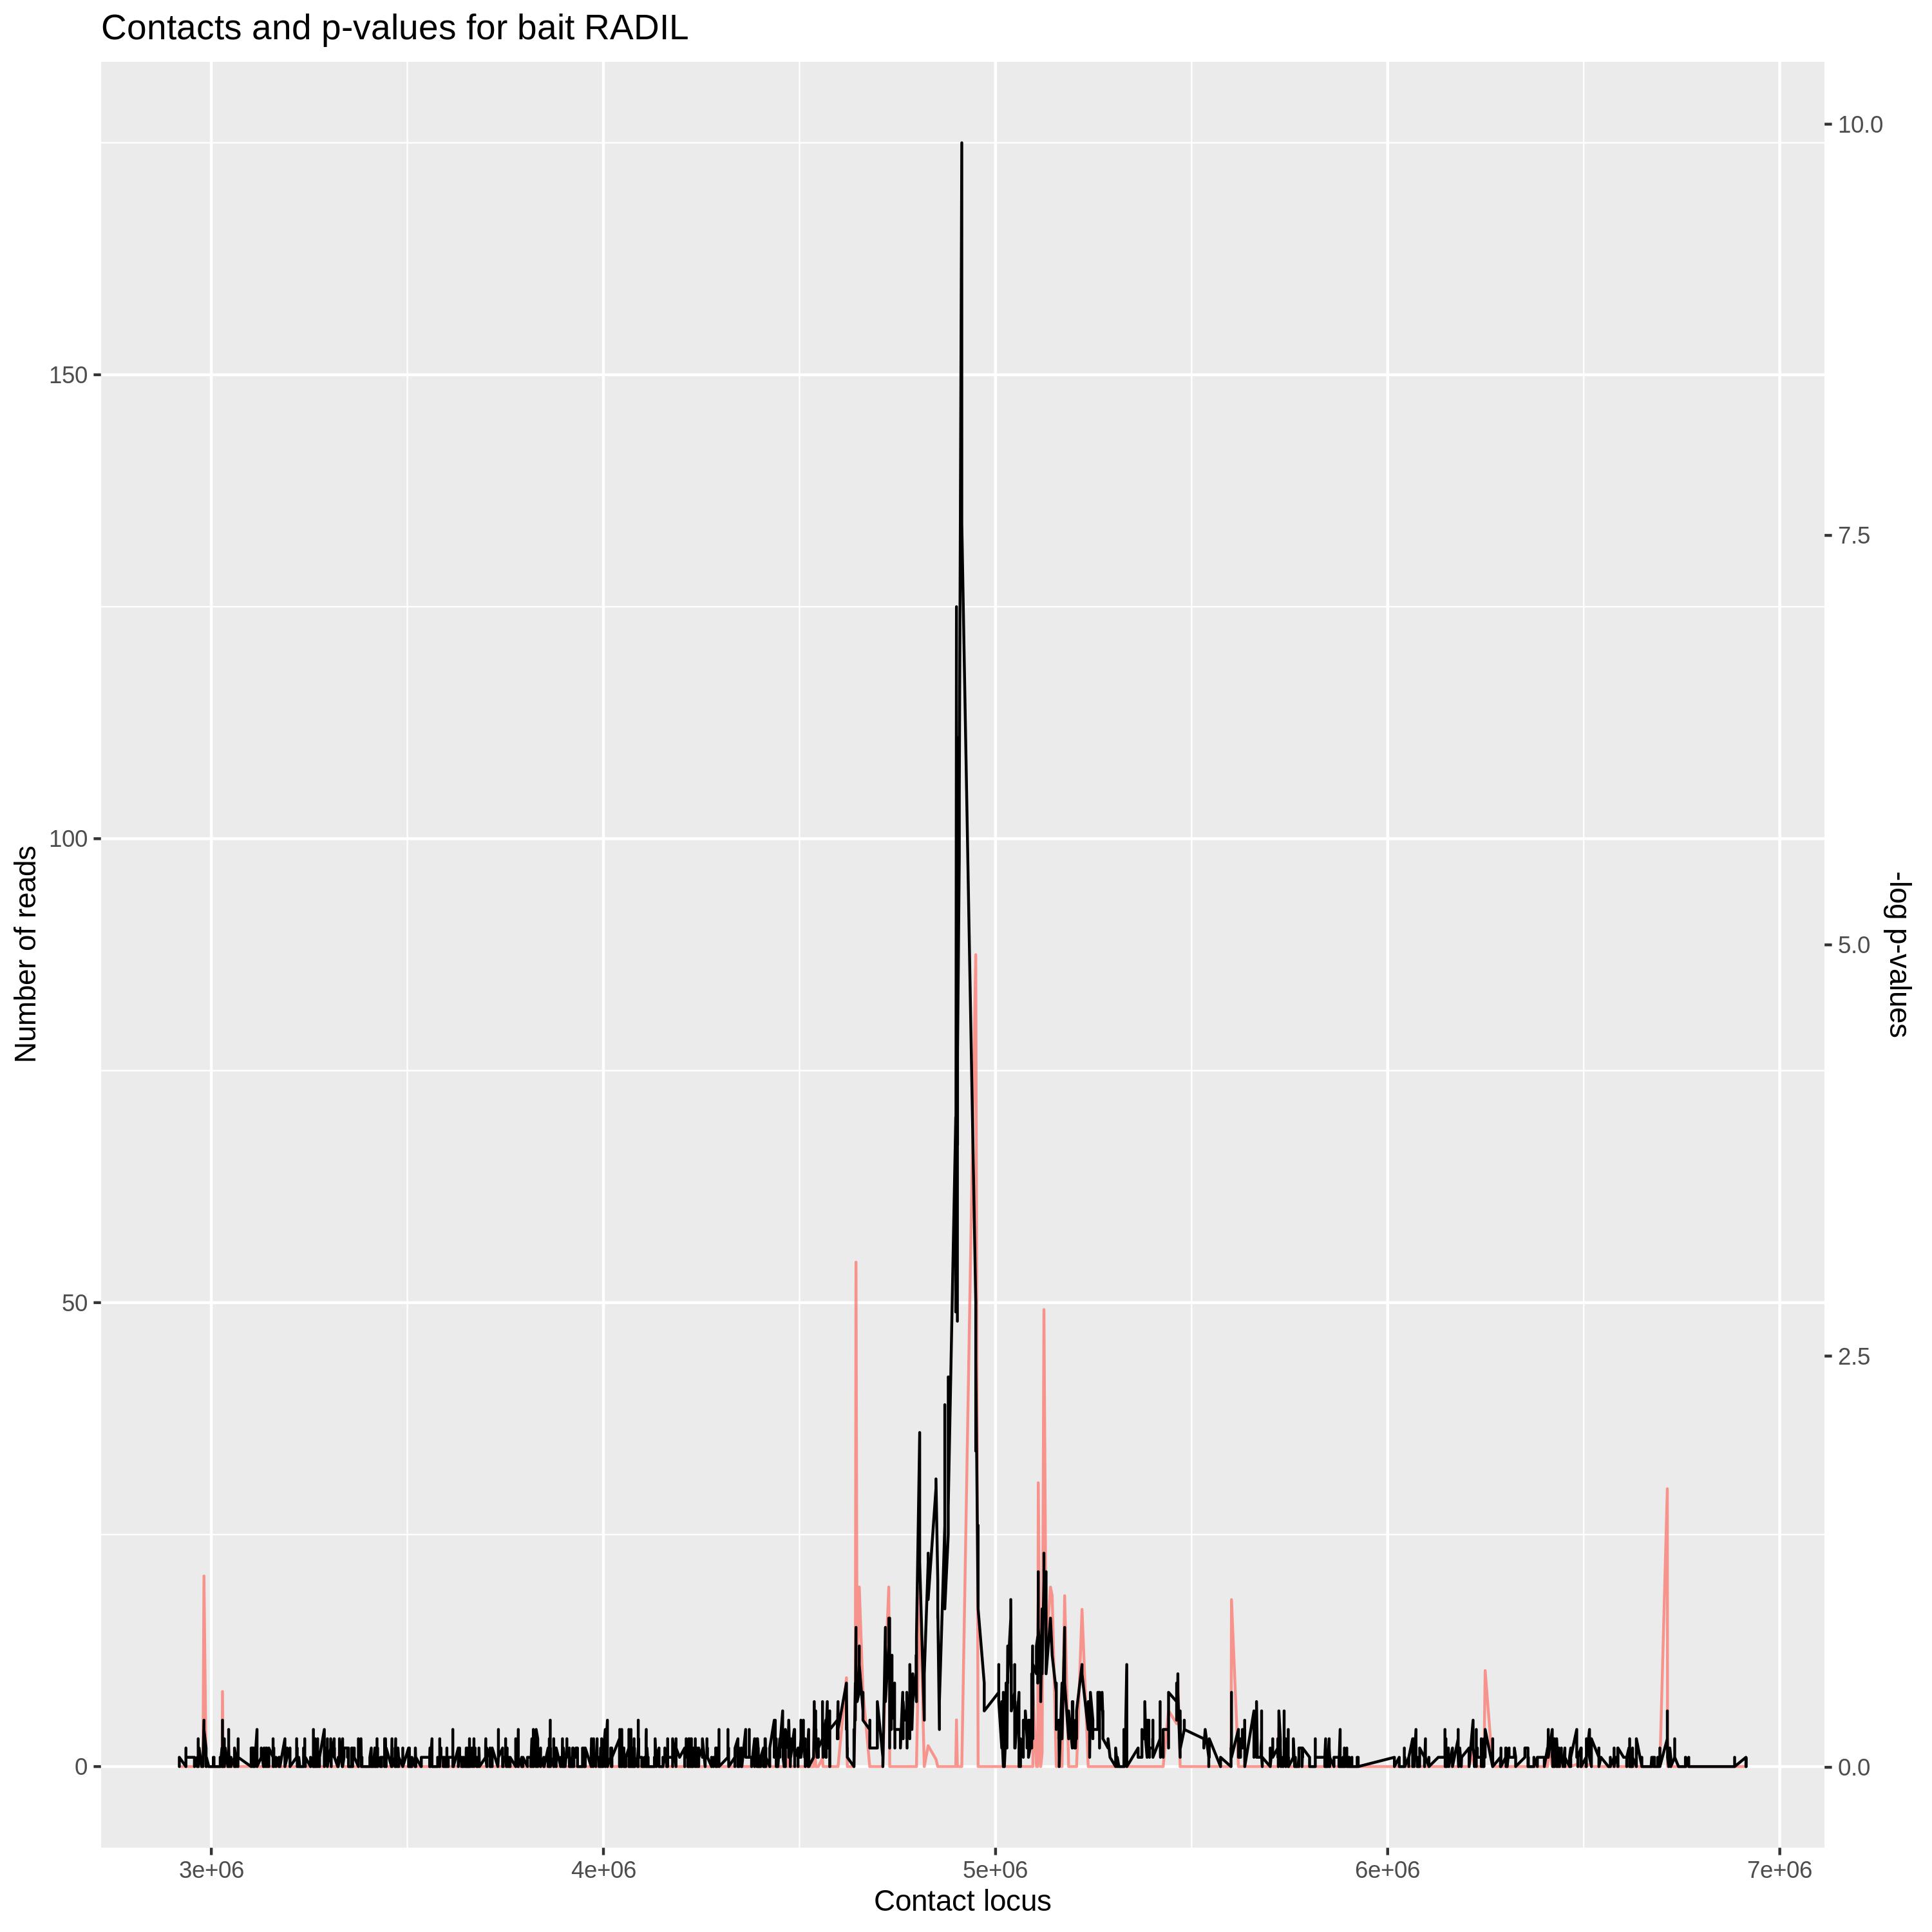 Contacts and p-values for bait RADIL
Number of reads
150
100
50
0
10.0
7.5
5.0
2.5
0.0
-log p-values
3e+06
4e+06
5e+06
6e+06
7e+06
Contact locus